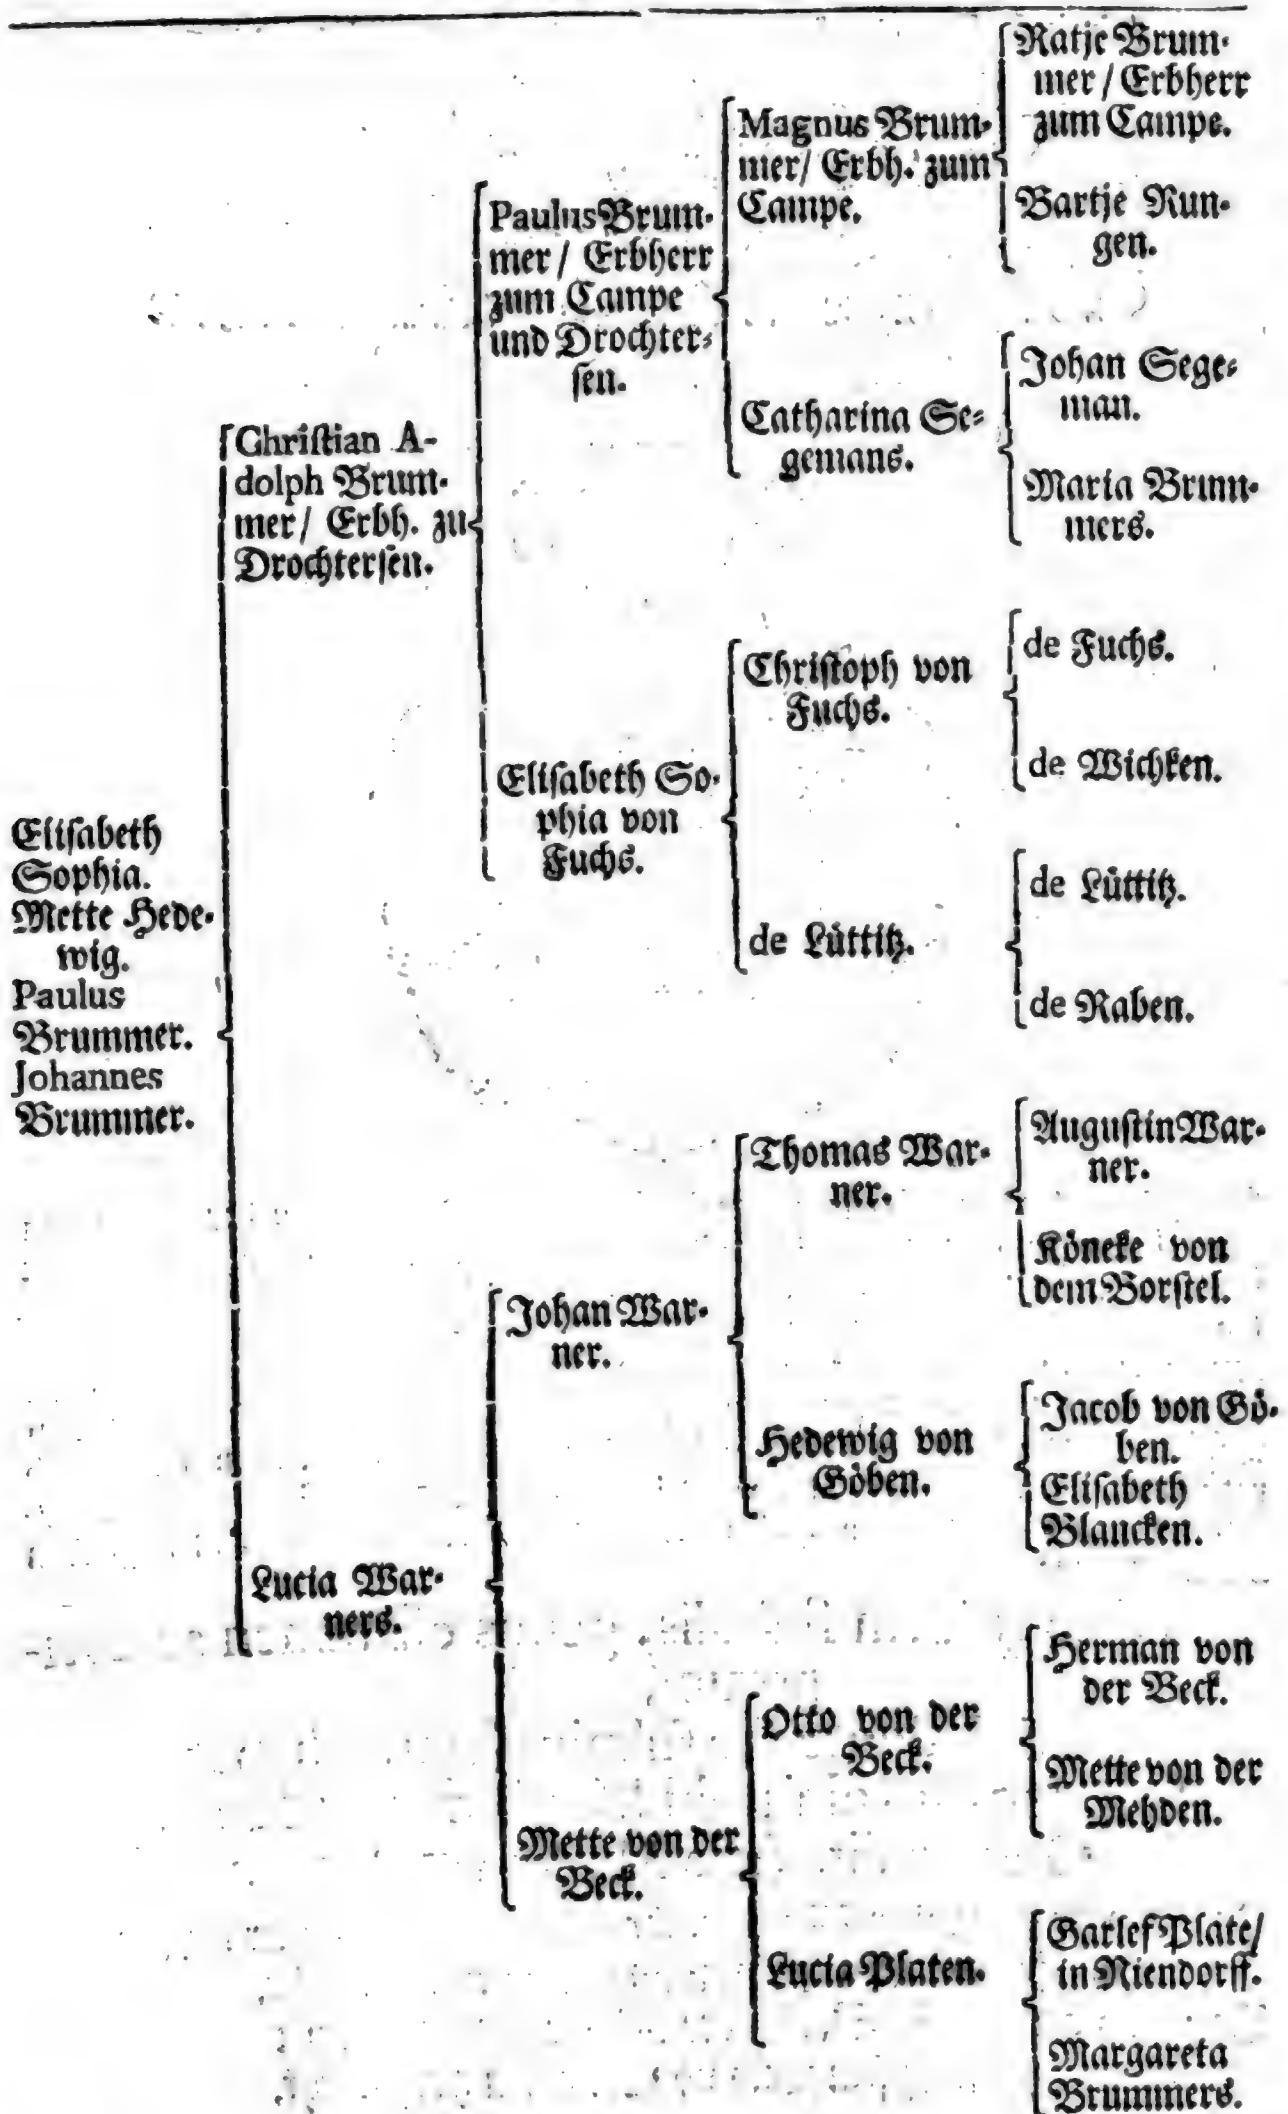 Elisabeth
Sophia.
Mette Hede-
wig.
Paulus
Brummer.
Johannes
Brummer.
Ghristian A-
dolph Brum-
mer/ Erbh. zu
Drochtersen.
Lucia War-
ners.
Paulus Brum-
mer / Erbherr
zum Campe
und Drochter-
sen.
Elisabeth So-
phia von
Fuchs.
Johan War-
ner.
Mette von der
Beck.
Magnus Brum-
mer/ Erbh. zum
Campe.
Catharina Se-
gemans.
Christoph von
Fuchs.
de Lüttitz.
Thomas War-
ner.
Hedewig von
Göben.
Otto von der
Beck.
Lucia Platen.
Ratje Brum-
mer / Erbherr
zum Campe.
Bartje Run-
gen.
Johan Sege-
man.
Maria Brum-
mers.
de Fuchs.
de Wichken.
de Lüttitz.
de Raben.
Augustin War-
ner.
Köneke von
dem Borstel.
Jacob von Gö-
ben.
Elisabeth
Blancken.
Herman von
der Beck.
Mette von der
Mehden.
Garlef Plate/
in Niendorff.
Margareta
Brummers.